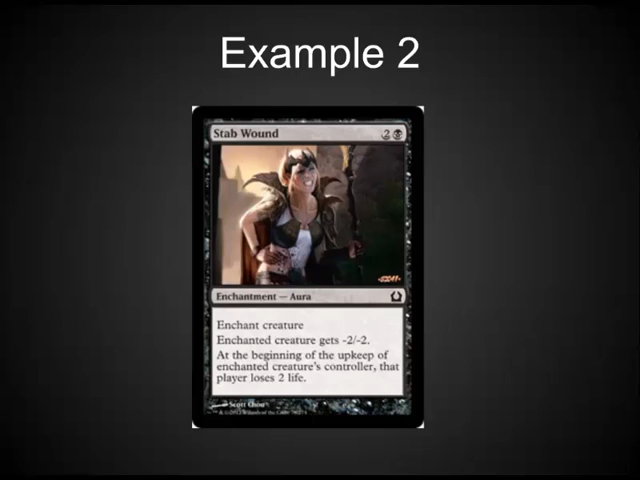 Example 2
Stab Wound 2
Enchantment — Aura
Enchant creature
Enchanted creature gets -2/-2.
At the beginning of the upkeep of
enchanted creature's controller, that
player loses 2 life.
Scott Chou